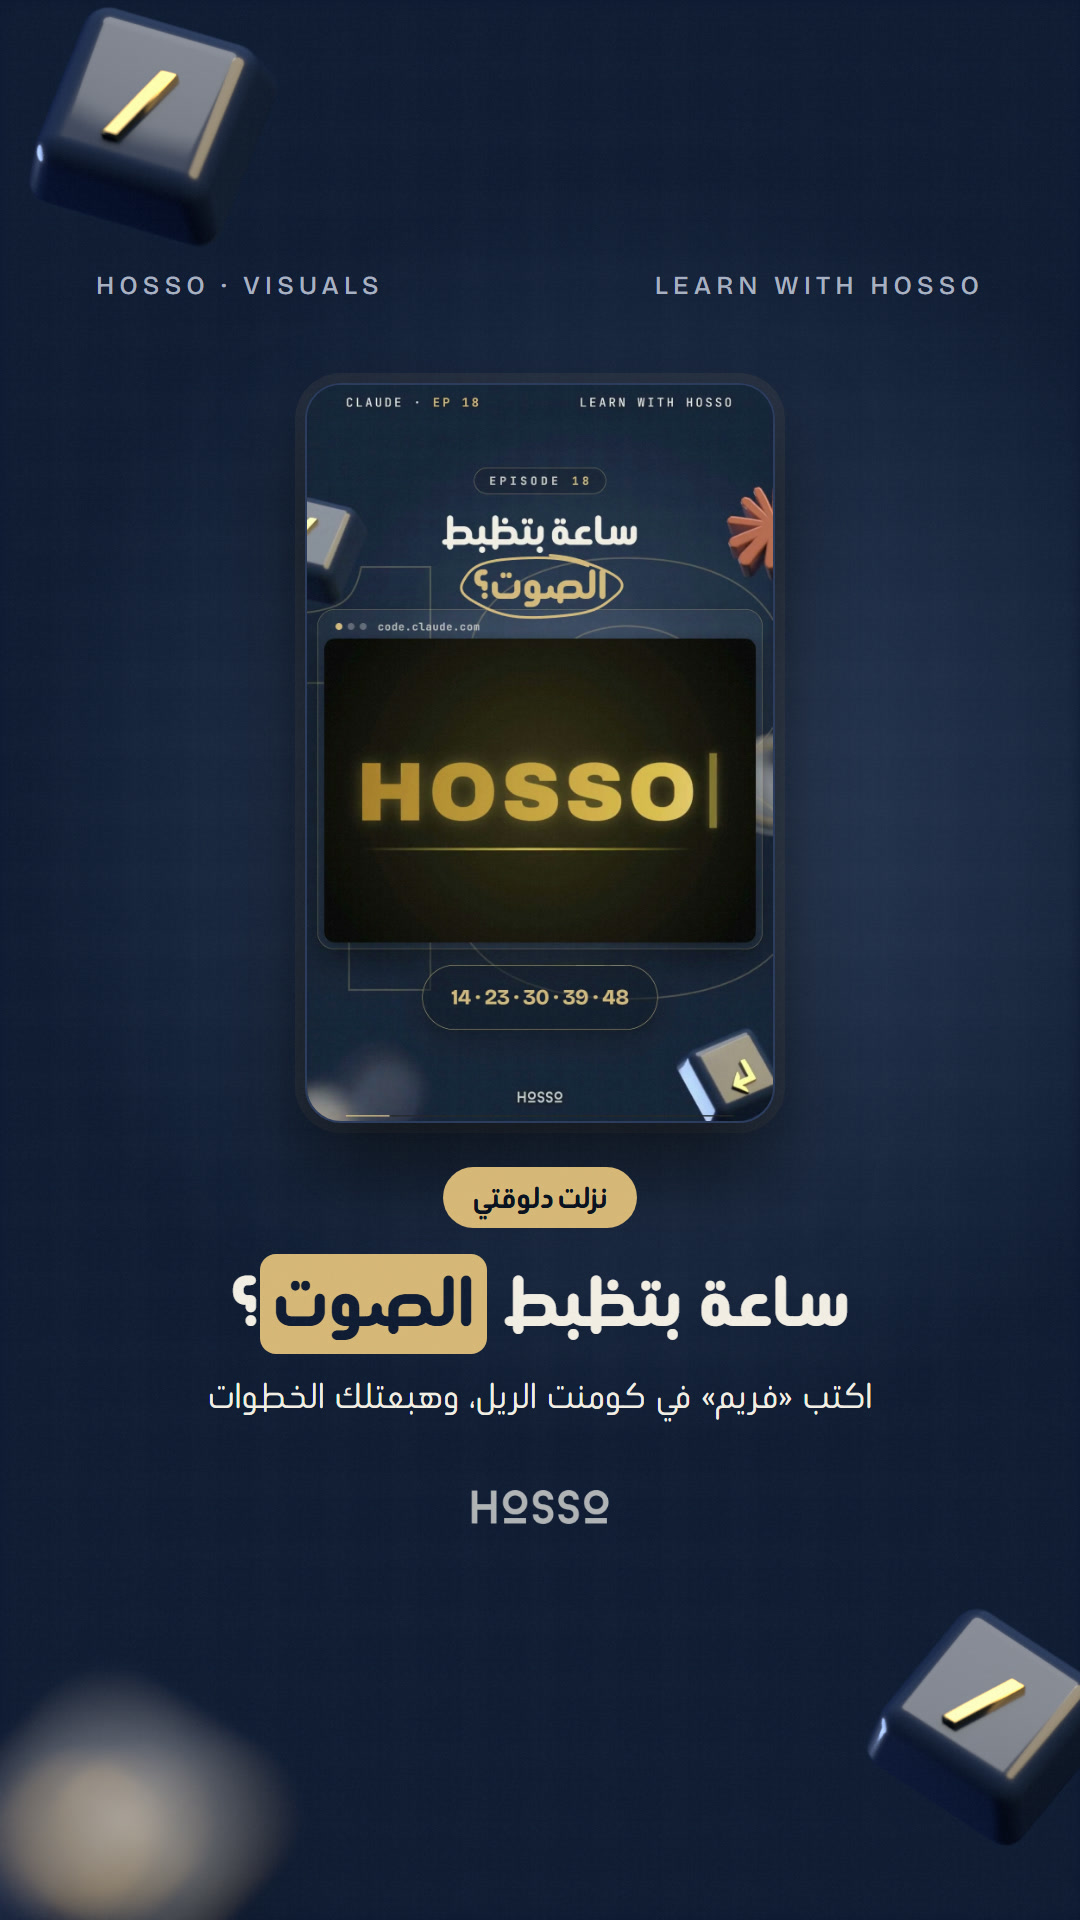 /
HOSSO · VISUALS
LEARN WITH HOSSO
CLAUDE · EP 18
LEARN WITH HOSSO
EPISODE 18
ساعة بتظبط
الصوت؟
code.claude.com
HOSSO
14 · 23 · 30 · 39 · 48
HOSSO
نزلت دلوقتي
ساعة بتظبط الصوت؟
اكتب «فريم» في كومنت الريل، وهبعتلك الخطوات
HOSSO
/